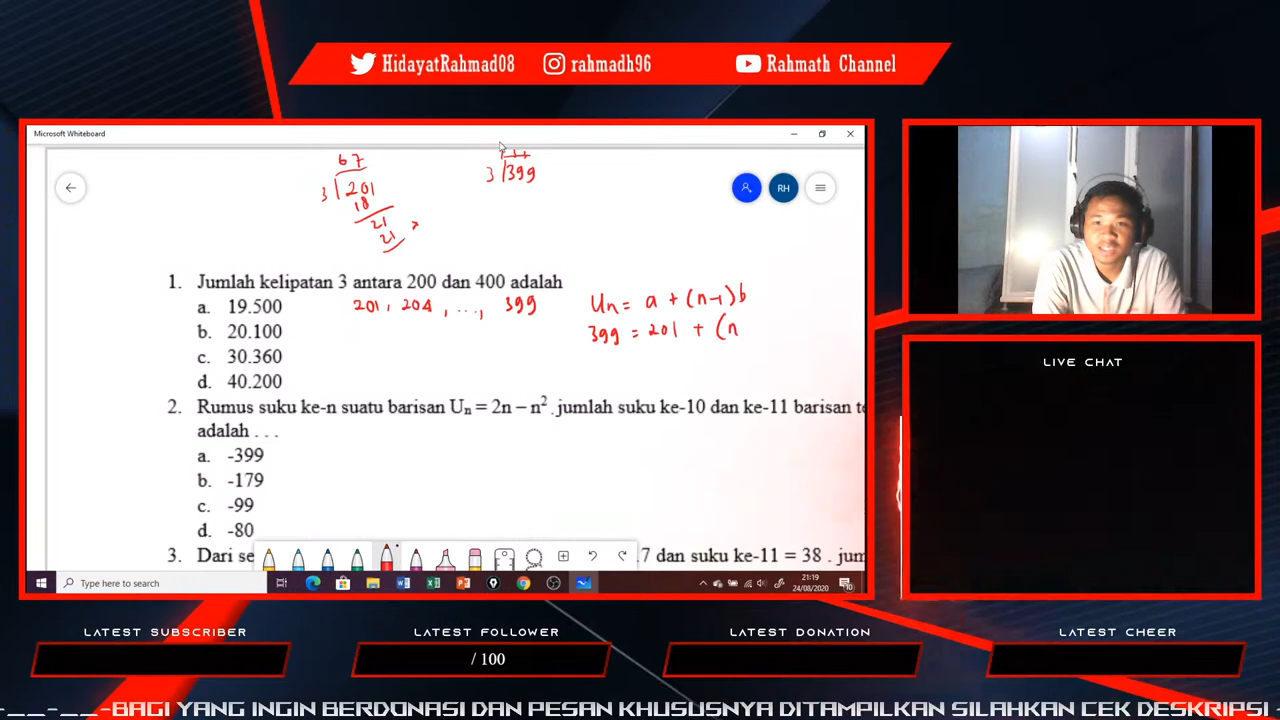 HidayatRahmad08 rahmadh96 Rahmath Channel
Microsoft Whiteboard
67
3 201
18
21
21
3 399
RH
1. Jumlah kelipatan 3 antara 200 dan 400 adalah
201, 204, ..., 399
a. 19.500
b. 20.100
c. 30.360
d. 40.200
Un = a + (n-1)b
399 = 201 + (n
2. Rumus suku ke-n suatu barisan Un = 2n – n². jumlah suku ke-10 dan ke-11 barisan te
adalah . . .
a. -399
b. -179
c. -99
d. -80
3. Dari se 7 dan suku ke-11 = 38 . jum
Type here to search
21:19
24/08/2020
LIVE CHAT
LATEST SUBSCRIBER LATEST FOLLOWER LATEST DONATION LATEST CHEER
/ 100
-__--__-BAGI YANG INGIN BERDONASI DAN PESAN KHUSUSNYA DITAMPILKAN SILAHKAN CEK DESKRIPSI -